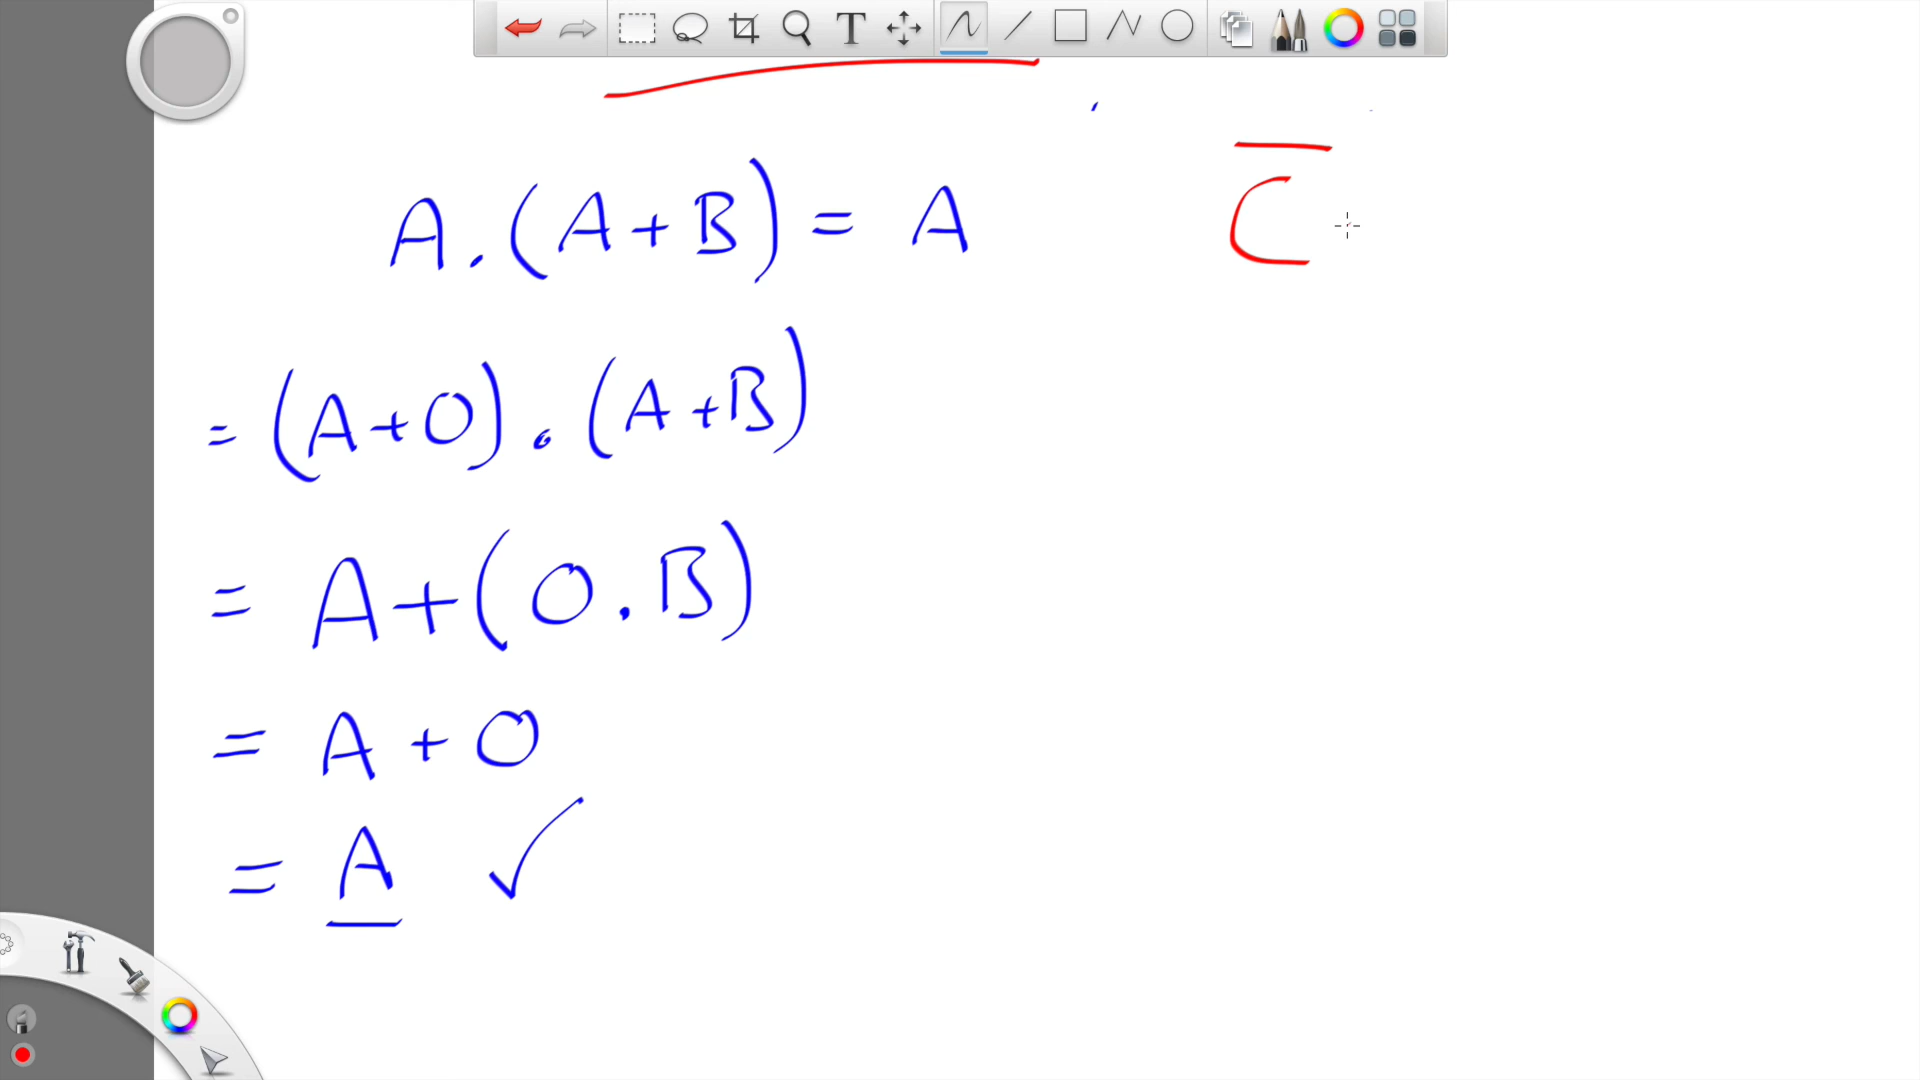 A.(A+B) = A
C̅
= (A+0).(A+B)
= A+(0.B)
= A+0
= A ✓